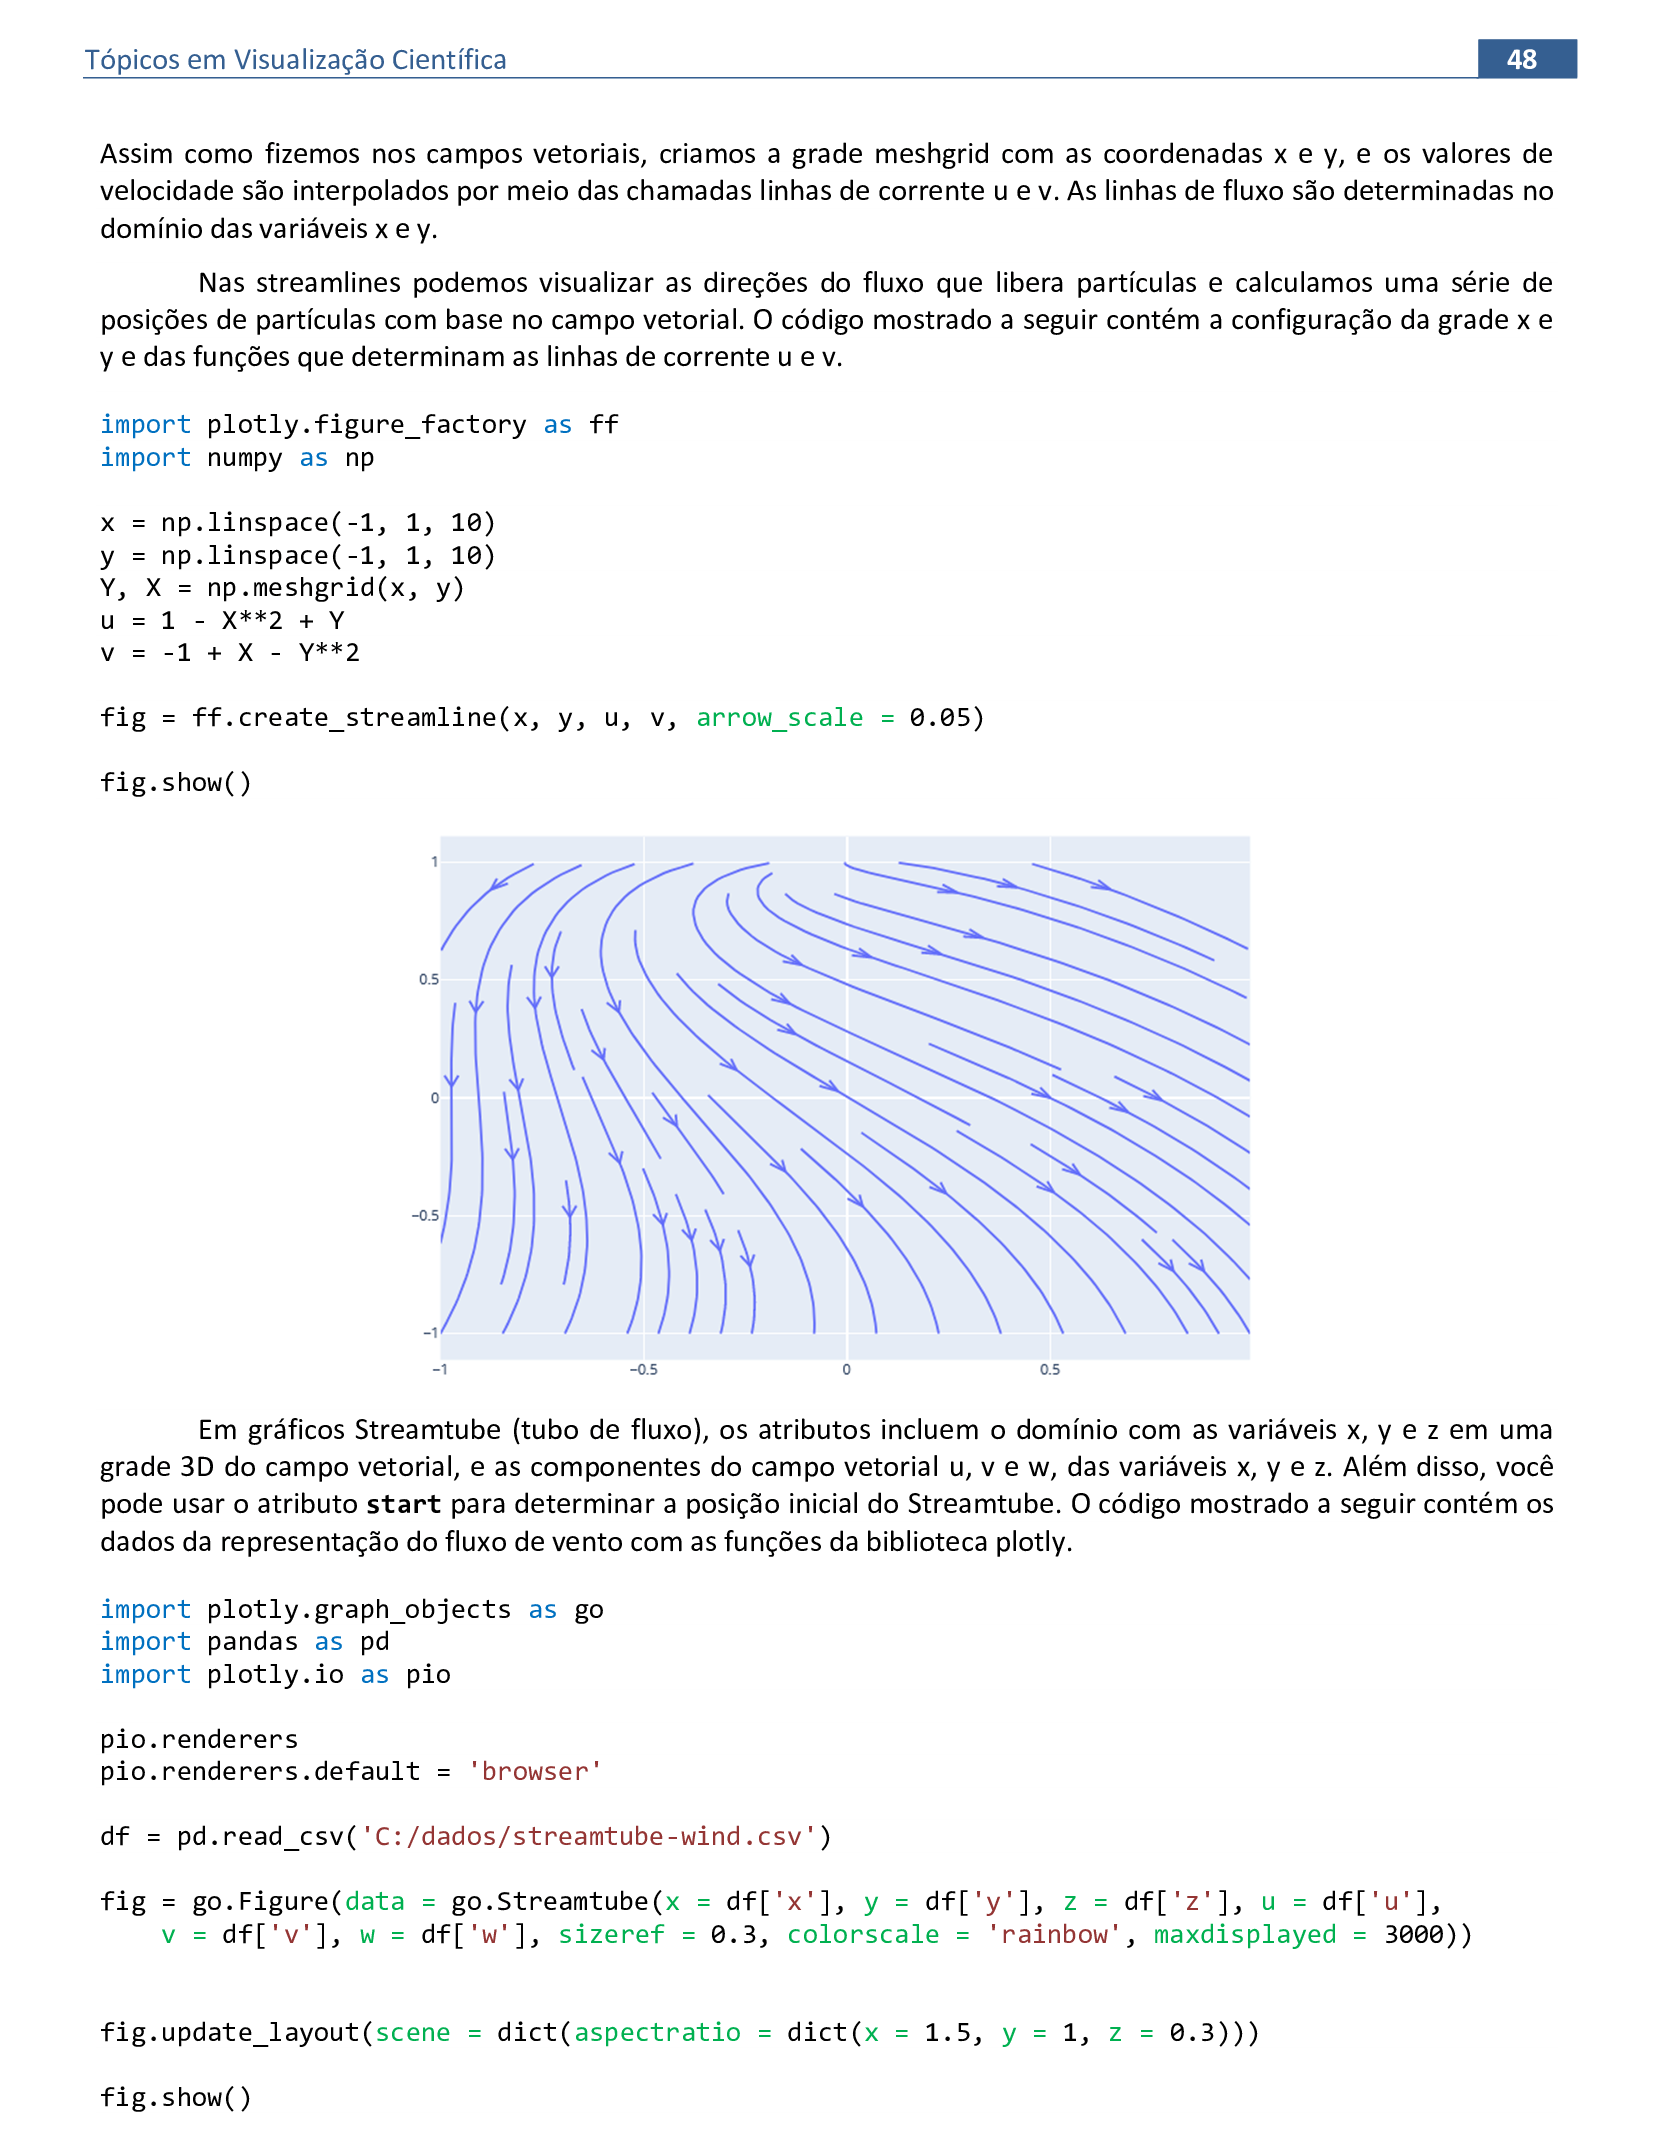 Tópicos em Visualização Científica
48
Assim como fizemos nos campos vetoriais, criamos a grade meshgrid com as coordenadas x e y, e os valores de
velocidade são interpolados por meio das chamadas linhas de corrente u e v. As linhas de fluxo são determinadas no
domínio das variáveis x e y.
Nas streamlines podemos visualizar as direções do fluxo que libera partículas e calculamos uma série de
posições de partículas com base no campo vetorial. O código mostrado a seguir contém a configuração da grade x e
y e das funções que determinam as linhas de corrente u e v.
import plotly.figure_factory as ff
import numpy as np
x = np.linspace(-1, 1, 10)
y = np.linspace(-1, 1, 10)
Y, X = np.meshgrid(x, y)
u = 1 - X**2 + Y
v = -1 + X - Y**2
fig = ff.create_streamline(x, y, u, v, arrow_scale = 0.05)
fig.show()
1
0.5
0
−0.5
−1
−1
−0.5
0
0.5
Em gráficos Streamtube (tubo de fluxo), os atributos incluem o domínio com as variáveis x, y e z em uma
grade 3D do campo vetorial, e as componentes do campo vetorial u, v e w, das variáveis x, y e z. Além disso, você
pode usar o atributo start para determinar a posição inicial do Streamtube. O código mostrado a seguir contém os
dados da representação do fluxo de vento com as funções da biblioteca plotly.
import plotly.graph_objects as go
import pandas as pd
import plotly.io as pio
pio.renderers
pio.renderers.default = 'browser'
df = pd.read_csv('C:/dados/streamtube-wind.csv')
fig = go.Figure(data = go.Streamtube(x = df['x'], y = df['y'], z = df['z'], u = df['u'],
v = df['v'], w = df['w'], sizeref = 0.3, colorscale = 'rainbow', maxdisplayed = 3000))
fig.update_layout(scene = dict(aspectratio = dict(x = 1.5, y = 1, z = 0.3)))
fig.show()